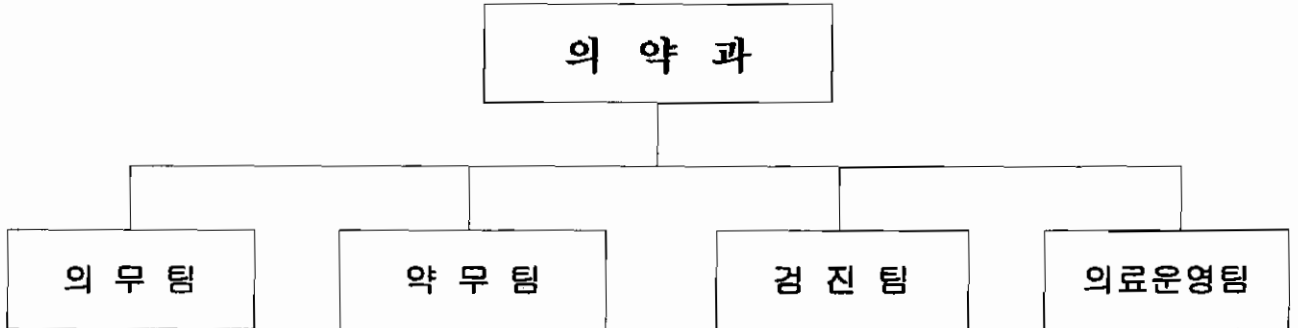 의 약 과
의 무 팀
약 무 팀
검 진 팀
의료운영팀